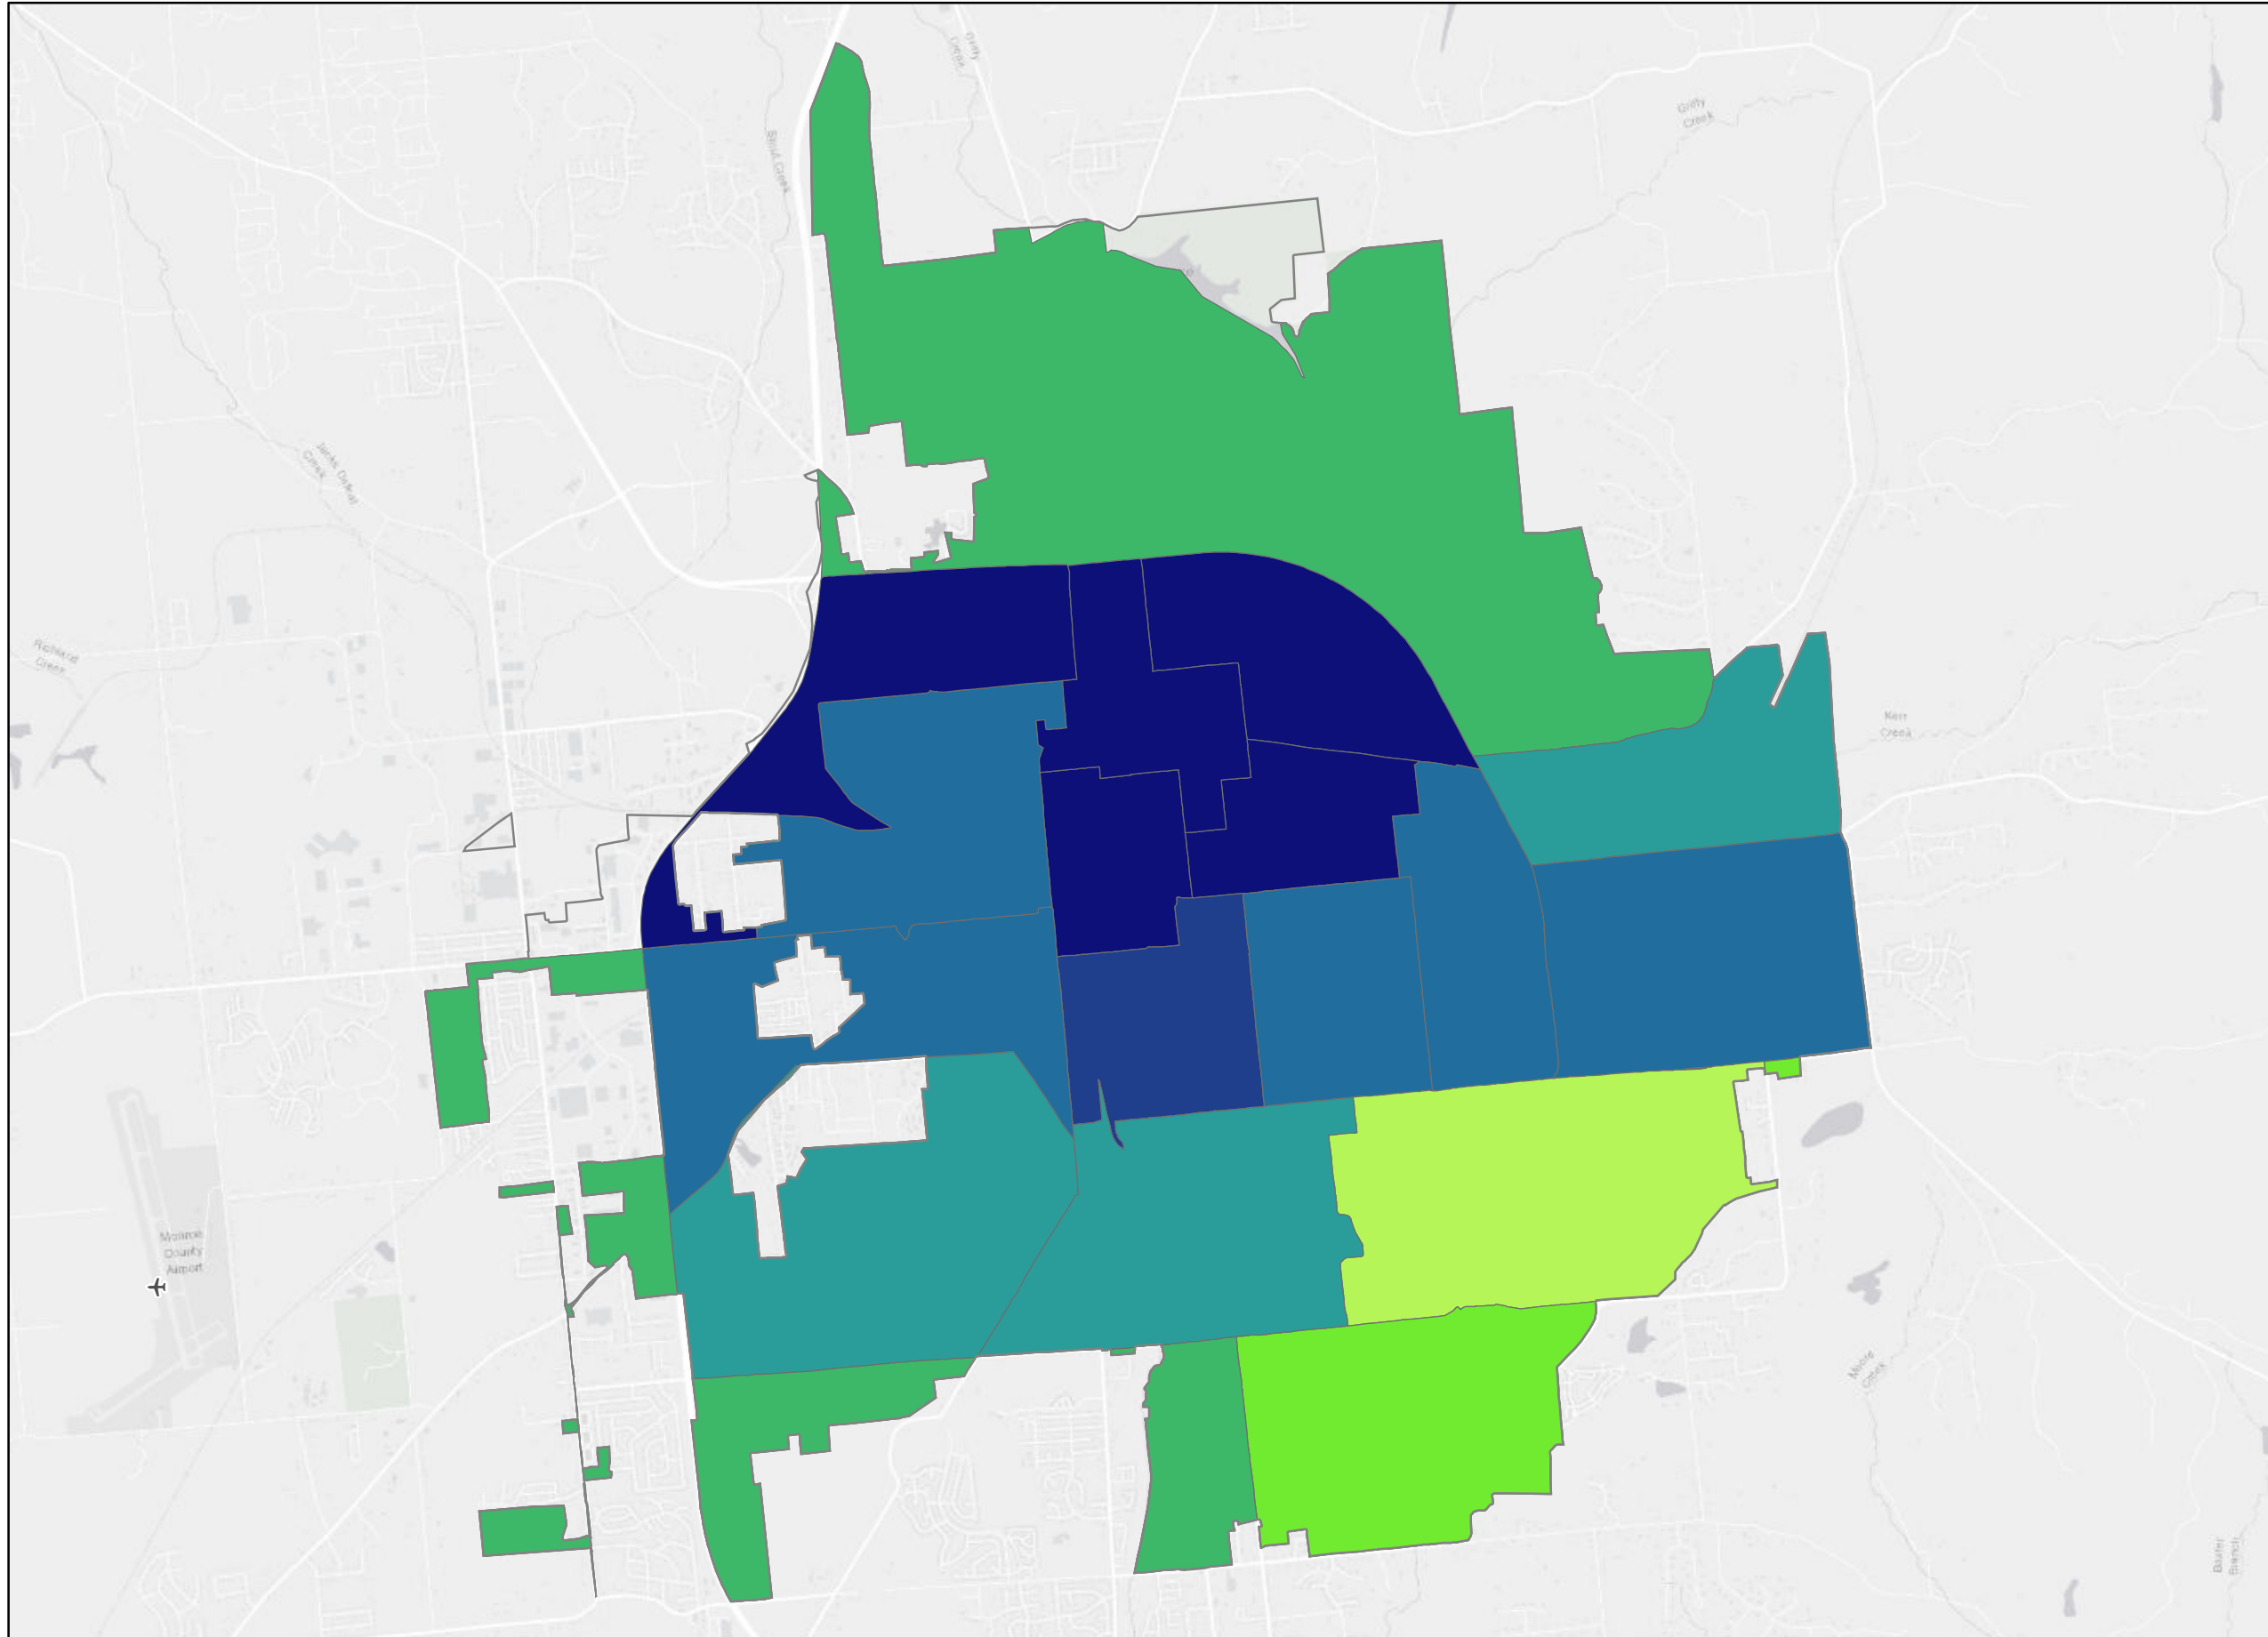 Griffy
Creek
Griffy
Creek
Stout Creek
Jacks Defeat
Creek
Richland
Creek
Kerr
Creek
Monroe
County
Airport
Moore
Creek
Baxter
Branch